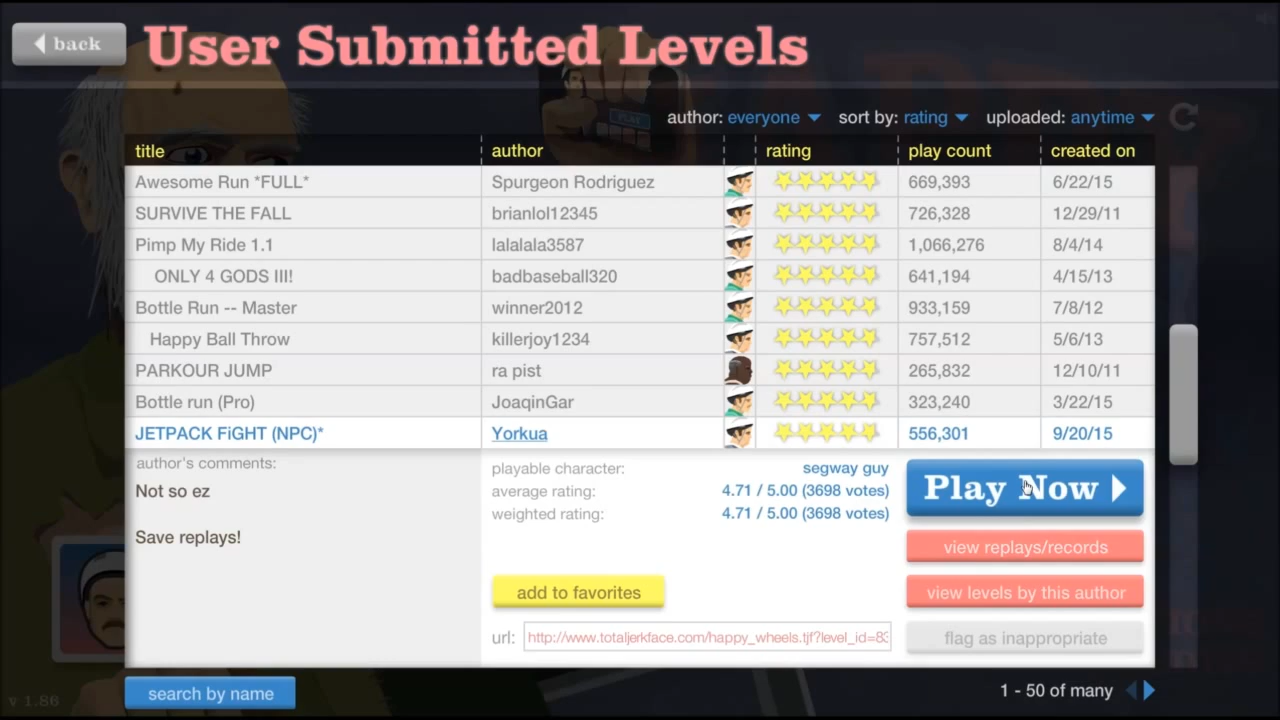 back
User Submitted Levels
author: everyone sort by: rating uploaded: anytime
title author rating play count created on
Awesome Run *FULL* Spurgeon Rodriguez 669,393 6/22/15
SURVIVE THE FALL brianlol12345 726,328 12/29/11
Pimp My Ride 1.1 lalalala3587 1,066,276 8/4/14
ONLY 4 GODS III! badbaseball320 641,194 4/15/13
Bottle Run -- Master winner2012 933,159 7/8/12
Happy Ball Throw killerjoy1234 757,512 5/6/13
PARKOUR JUMP ra pist 265,832 12/10/11
Bottle run (Pro) JoaqinGar 323,240 3/22/15
JETPACK FiGHT (NPC)* Yorkua 556,301 9/20/15
author's comments:
Not so ez
Save replays!
playable character: segway guy
average rating: 4.71 / 5.00 (3698 votes)
weighted rating: 4.71 / 5.00 (3698 votes)
add to favorites
url: http://www.totaljerkface.com/happy_wheels.tjf?level_id=83
Play Now
view replays/records
view levels by this author
flag as inappropriate
v 1.86
search by name
1 - 50 of many